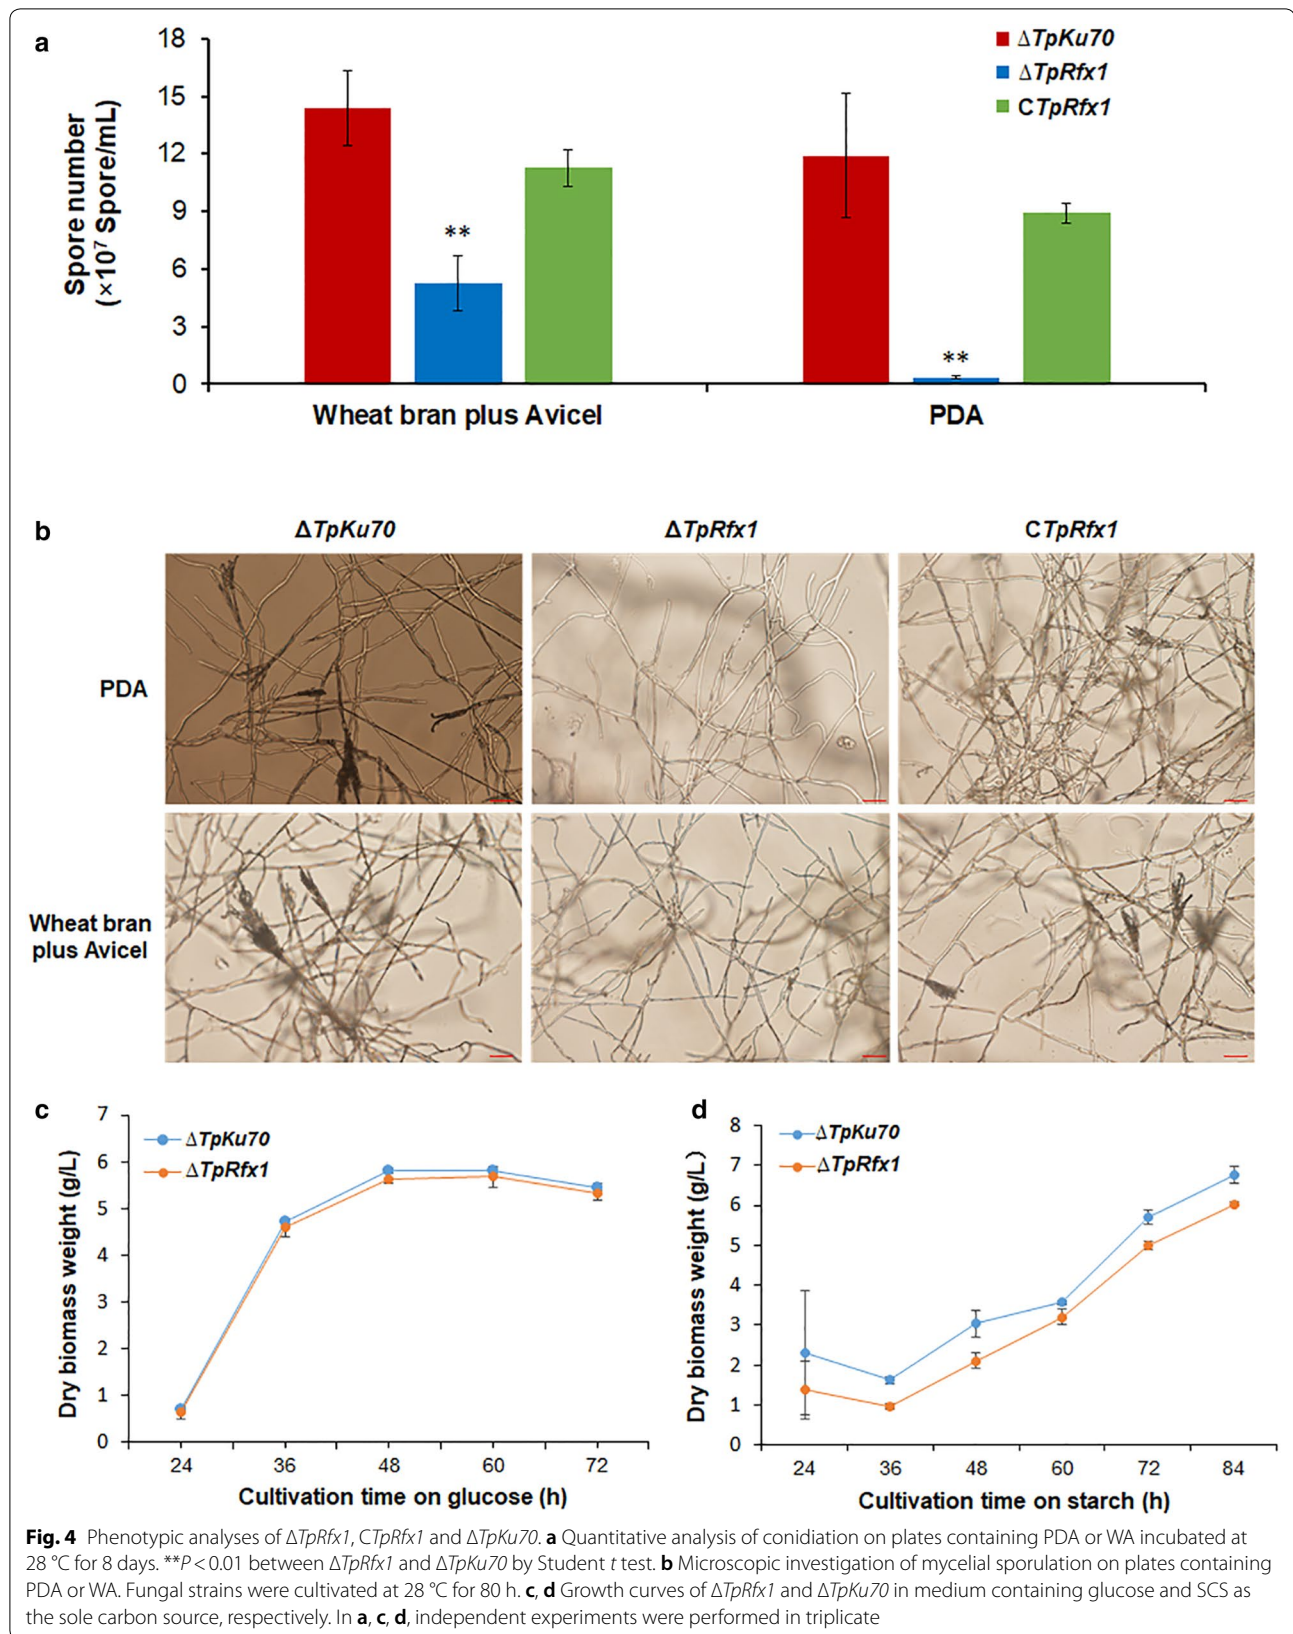 a
18
15
12
9
6
3
0
Spore number
(×10⁷ Spore/mL)
**
**
ΔTpKu70
ΔTpRfx1
CTpRfx1
Wheat bran plus Avicel
PDA
b
ΔTpKu70
ΔTpRfx1
CTpRfx1
PDA
Wheat bran
plus Avicel
c
7
6
5
4
3
2
1
0
Dry biomass weight (g/L)
ΔTpKu70
ΔTpRfx1
24 36 48 60 72
Cultivation time on glucose (h)
d
8
7
6
5
4
3
2
1
0
Dry biomass weight (g/L)
ΔTpKu70
ΔTpRfx1
24 36 48 60 72 84
Cultivation time on starch (h)
Fig. 4 Phenotypic analyses of ΔTpRfx1, CTpRfx1 and ΔTpKu70. a Quantitative analysis of conidiation on plates containing PDA or WA incubated at
28 °C for 8 days. **P < 0.01 between ΔTpRfx1 and ΔTpKu70 by Student t test. b Microscopic investigation of mycelial sporulation on plates containing
PDA or WA. Fungal strains were cultivated at 28 °C for 80 h. c, d Growth curves of ΔTpRfx1 and ΔTpKu70 in medium containing glucose and SCS as
the sole carbon source, respectively. In a, c, d, independent experiments were performed in triplicate